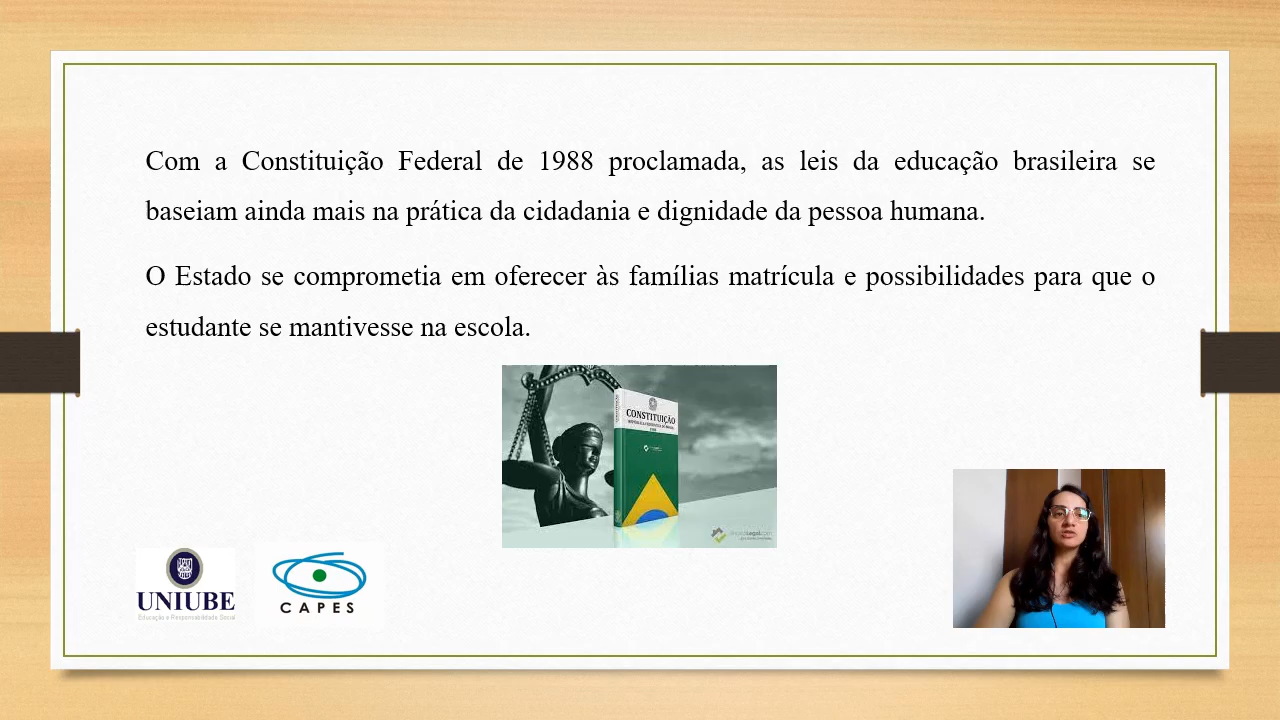 Com a Constituição Federal de 1988 proclamada, as leis da educação brasileira se
baseiam ainda mais na prática da cidadania e dignidade da pessoa humana.
O Estado se comprometia em oferecer às famílias matrícula e possibilidades para que o
estudante se mantivesse na escola.
CONSTITUIÇÃO
UNIUBE
Educação e Responsabilidade Social
CAPES